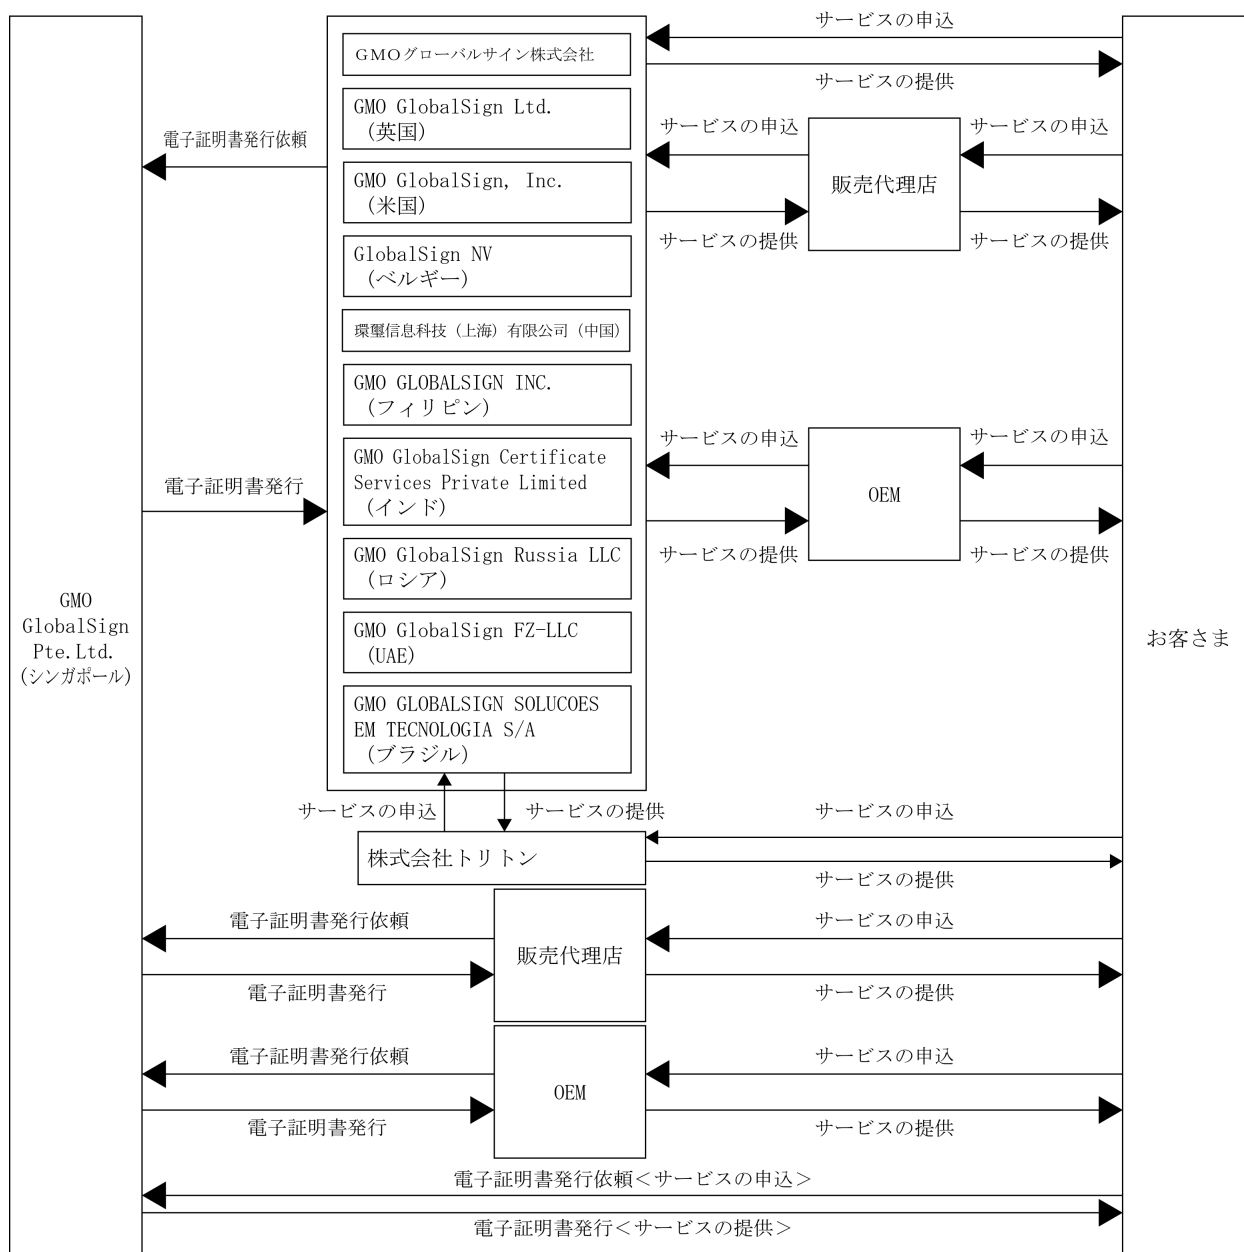 サービスの申込
GMOグローバルサイン株式会社
サービスの提供
GMO GlobalSign Ltd.
(英国)
電子証明書発行依頼
サービスの申込
サービスの申込
GMO GlobalSign, Inc.
(米国)
販売代理店
サービスの提供
サービスの提供
GlobalSign NV
(ベルギー)
環璽信息科技(上海)有限公司(中国)
GMO GLOBALSIGN INC.
(フィリピン)
サービスの申込
サービスの申込
GMO GlobalSign Certificate
Services Private Limited
(インド)
電子証明書発行
OEM
サービスの提供
サービスの提供
GMO GlobalSign Russia LLC
(ロシア)
GMO
GlobalSign
Pte.Ltd.
(シンガポール)
GMO GlobalSign FZ-LLC
(UAE)
お客さま
GMO GLOBALSIGN SOLUCOES
EM TECNOLOGIA S/A
(ブラジル)
サービスの申込
サービスの提供
サービスの申込
株式会社トリトン
サービスの提供
電子証明書発行依頼
サービスの申込
販売代理店
電子証明書発行
サービスの提供
電子証明書発行依頼
サービスの申込
OEM
電子証明書発行
サービスの提供
電子証明書発行依頼<サービスの申込>
電子証明書発行<サービスの提供>